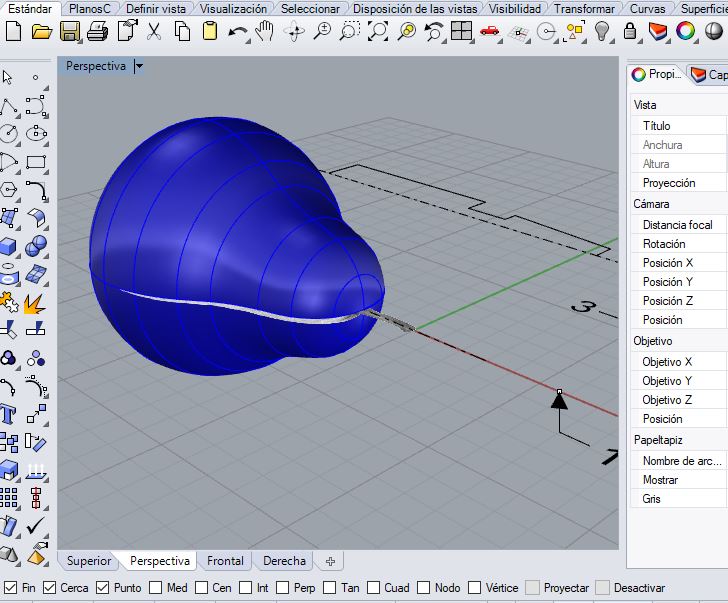 Estándar PlanosC Definir vista Visualización Seleccionar Disposición de las vistas Visibilidad Transformar Curvas Superficie
Perspectiva
Propi... Cap
Vista
Título
Anchura
Altura
Proyección
Cámara
Distancia focal
Rotación
Posición X
Posición Y
Posición Z
Posición
Objetivo
Objetivo X
Objetivo Y
Objetivo Z
Posición
Papeltapiz
Nombre de arc...
Mostrar
Gris
3
1
Superior Perspectiva Frontal Derecha
Fin Cerca Punto Med Cen Int Perp Tan Cuad Nodo Vértice Proyectar Desactivar